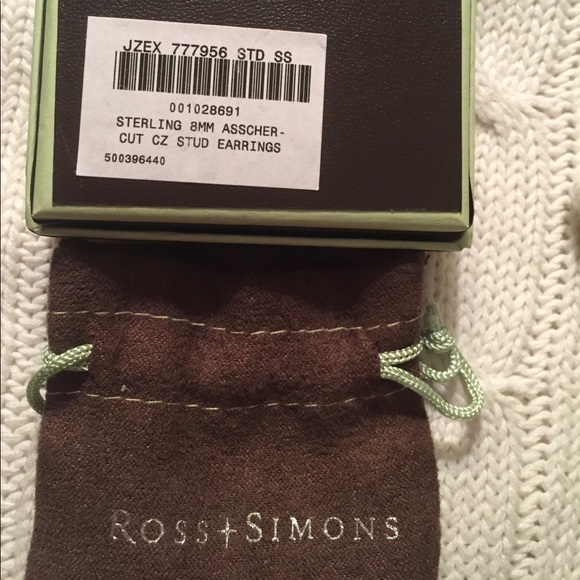 JZEX 777956 STD SS
001028691
STERLING 8MM ASSCHER-
CUT CZ STUD EARRINGS
500396440
ROSS+SIMONS